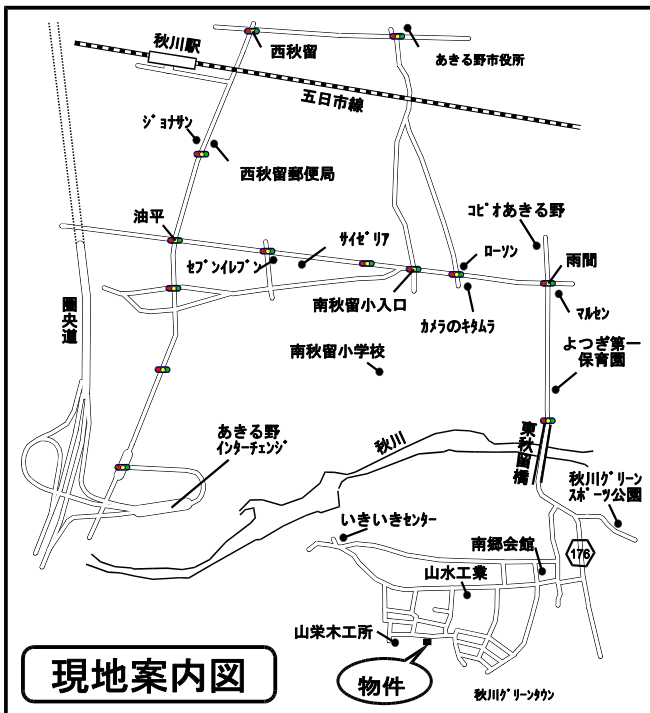 西秋留
あきる野市役所
秋川駅
五日市線
ｼﾞｮﾅｻﾝ
西秋留郵便局
油平
ｾﾌﾞﾝｲﾚﾌﾞﾝ
ｻｲｾﾞﾘｱ
ｺﾋﾟｵあきる野
ﾛｰｿﾝ
雨間
南秋留小入口
ｶﾒﾗのｷﾀﾑﾗ
ﾏﾙｾﾝ
圏央道
南秋留小学校
よつぎ第一
保育園
あきる野
ｲﾝﾀｰﾁｪﾝｼﾞ
秋川
東秋留橋
秋川ｸﾞﾘｰﾝ
ｽﾎﾟｰﾂ公園
いきいきｾﾝﾀｰ
南郷会館
176
山水工業
山栄木工所
物件
現地案内図
秋川ｸﾞﾘｰﾝﾀｳﾝ